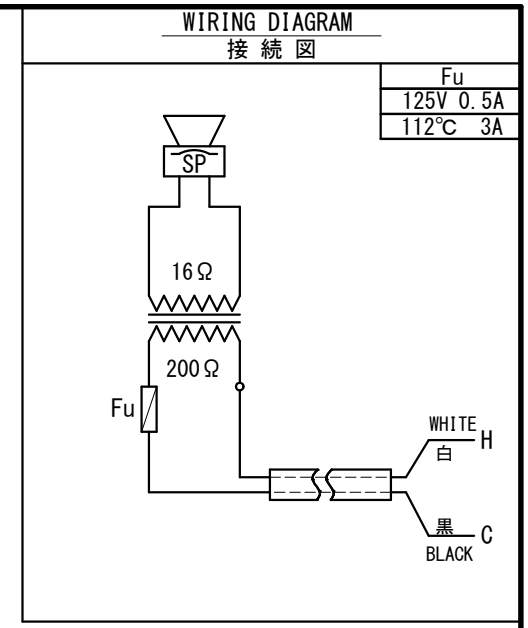 WIRING DIAGRAM
接続図
Fu
125V 0.5A
112℃ 3A
SP
16Ω
200Ω
Fu
WHITE
白
H
黒
C
BLACK